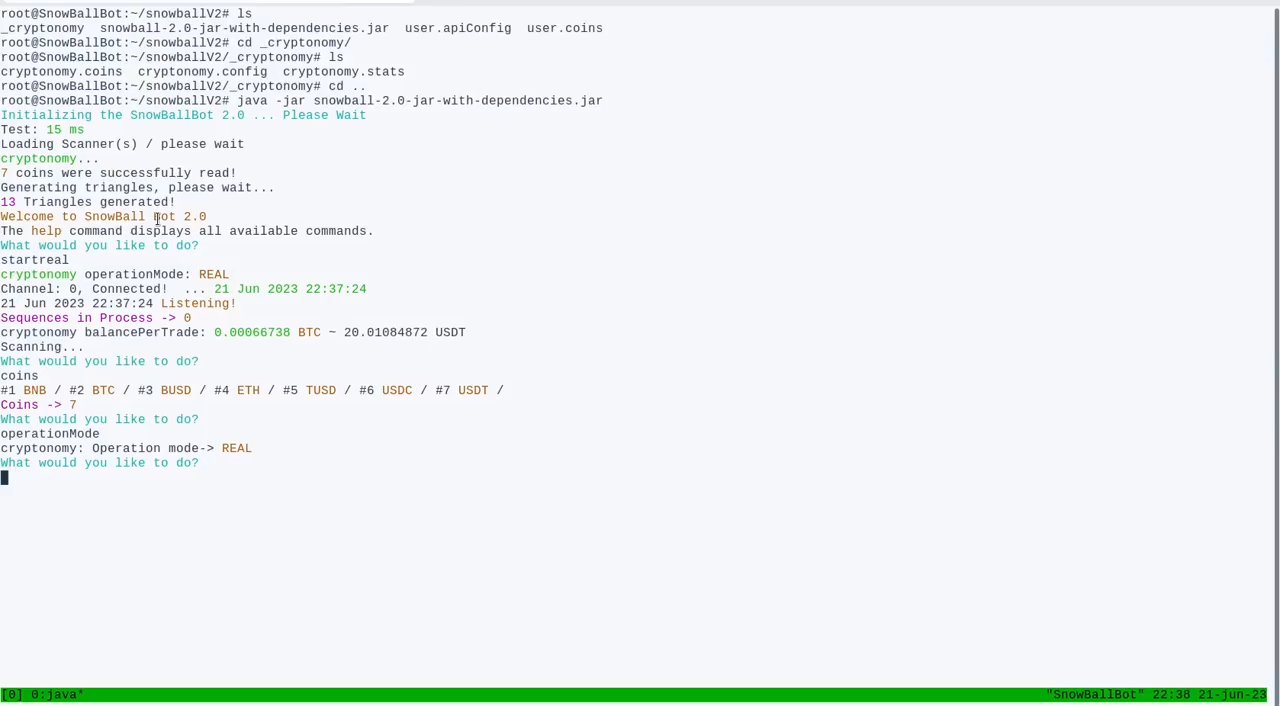 root@SnowBallBot:~/snowballV2# ls
_cryptonomy  snowball-2.0-jar-with-dependencies.jar  user.apiConfig  user.coins
root@SnowBallBot:~/snowballV2# cd _cryptonomy/
root@SnowBallBot:~/snowballV2/_cryptonomy# ls
cryptonomy.coins  cryptonomy.config  cryptonomy.stats
root@SnowBallBot:~/snowballV2/_cryptonomy# cd ..
root@SnowBallBot:~/snowballV2# java -jar snowball-2.0-jar-with-dependencies.jar
Initializing the SnowBallBot 2.0 ... Please Wait
Test: 15 ms
Loading Scanner(s) / please wait
cryptonomy...
7 coins were successfully read!
Generating triangles, please wait...
13 Triangles generated!
Welcome to SnowBall Bot 2.0
The help command displays all available commands.
What would you like to do?
startreal
cryptonomy operationMode: REAL
Channel: 0, Connected!  ... 21 Jun 2023 22:37:24
21 Jun 2023 22:37:24 Listening!
Sequences in Process -> 0
cryptonomy balancePerTrade: 0.00066738 BTC ~ 20.01084872 USDT
Scanning...
What would you like to do?
coins
#1 BNB / #2 BTC / #3 BUSD / #4 ETH / #5 TUSD / #6 USDC / #7 USDT /
Coins -> 7
What would you like to do?
operationMode
cryptonomy: Operation mode-> REAL
What would you like to do?
[0] 0:java* "SnowBallBot" 22:38 21-jun-23